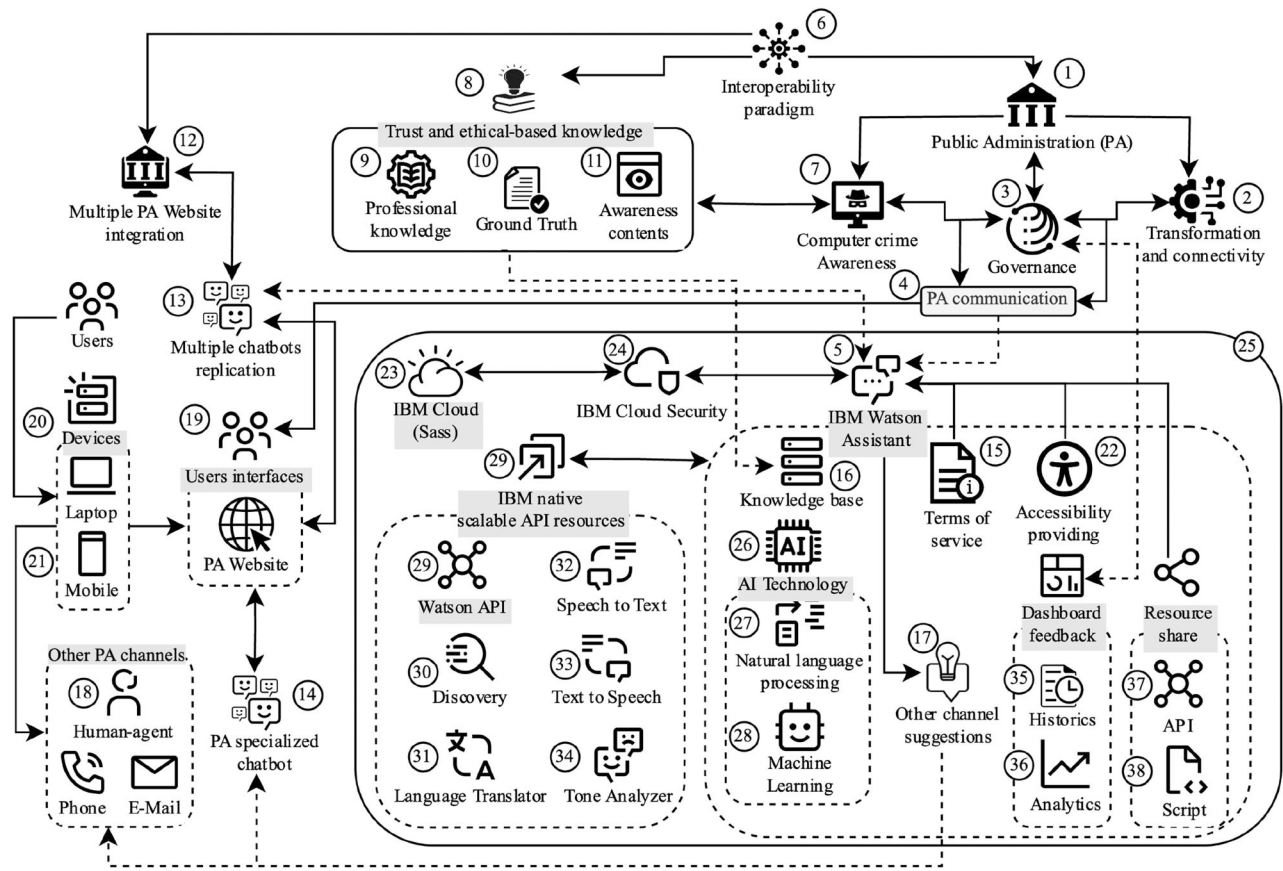 6
Interoperability
paradigm
1
Public Administration (PA)
8
Trust and ethical-based knowledge
9
Professional
knowledge
10
Ground Truth
11
Awareness
contents
12
Multiple PA Website
integration
7
Computer crime
Awareness
3
Governance
2
Transformation
and connectivity
4
PA communication
Users
13
Multiple chatbots
replication
20
Devices
Laptop
21
Mobile
19
Users interfaces
PA Website
Other PA channels
18
Human-agent
Phone
E-Mail
14
PA specialized
chatbot
25
23
IBM Cloud
(Sass)
24
IBM Cloud Security
5
IBM Watson
Assistant
29
IBM native
scalable API resources
29
Watson API
32
Speech to Text
30
Discovery
33
Text to Speech
31
Language Translator
34
Tone Analyzer
16
Knowledge base
26
AI
AI Technology
27
Natural language
processing
28
Machine
Learning
15
Terms of
service
22
Accessibility
providing
17
Other channel
suggestions
Dashboard
feedback
35
Historics
36
Analytics
Resource
share
37
API
38
Script